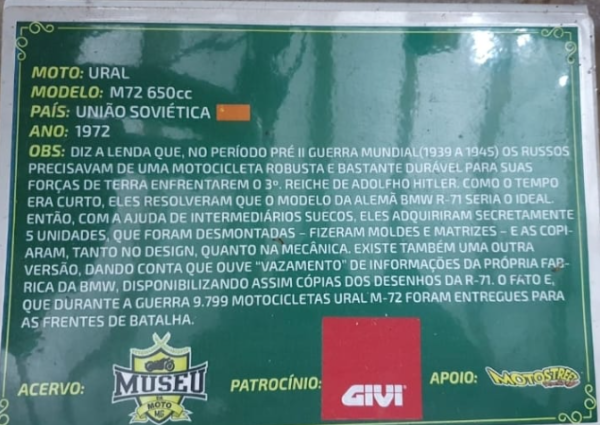 MOTO: URAL
MODELO: M72 650cc
PAÍS: UNIÃO SOVIÉTICA
ANO: 1972
OBS: DIZ A LENDA QUE, NO PERÍODO PRÉ II GUERRA MUNDIAL(1939 A 1945) OS RUSSOS
PRECISAVAM DE UMA MOTOCICLETA ROBUSTA E BASTANTE DURÁVEL PARA SUAS
FORÇAS DE TERRA ENFRENTAREM O 3º. REICHE DE ADOLFHO HITLER. COMO O TEMPO
ERA CURTO, ELES RESOLVERAM QUE O MODELO DA ALEMÃ BMW R-71 SERIA O IDEAL.
ENTÃO, COM A AJUDA DE INTERMEDIÁRIOS SUECOS, ELES ADQUIRIRAM SECRETAMENTE
5 UNIDADES, QUE FORAM DESMONTADAS – FIZERAM MOLDES E MATRIZES – E AS COPI-
ARAM, TANTO NO DESIGN, QUANTO NA MECÂNICA. EXISTE TAMBÉM UMA OUTRA
VERSÃO, DANDO CONTA QUE OUVE “VAZAMENTO” DE INFORMAÇÕES DA PRÓPRIA FAB-
RICA DA BMW, DISPONIBILIZANDO ASSIM CÓPIAS DOS DESENHOS DA R-71. O FATO E,
QUE DURANTE A GUERRA 9.799 MOTOCICLETAS URAL M-72 FORAM ENTREGUES PARA
AS FRENTES DE BATALHA.
ACERVO: MUSEU DA MOTO MG PATROCÍNIO: GIVI APOIO: MOTOSTREET